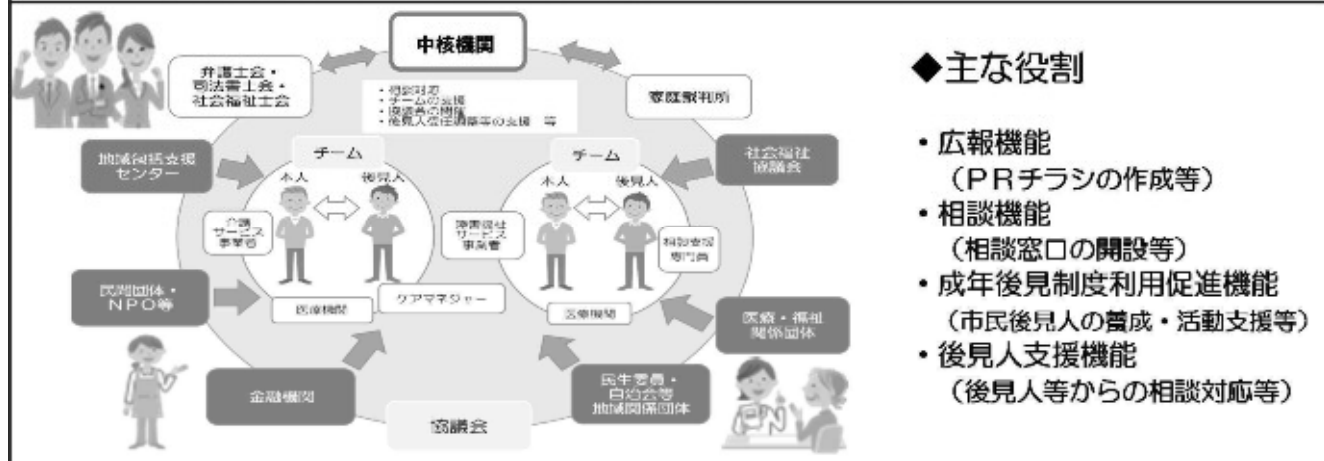 中核機関
・相談対応
・チームの支援
・協議会の開催
・後見人選任調整等の支援 等
弁護士会・
司法書士会・
社会福祉士会
家庭裁判所
地域包括支援
センター
社会福祉
協議会
チーム
本人
後見人
介護
サービス
事業者
医療機関
ケアマネジャー
チーム
本人
後見人
障害福祉
サービス
事業者
相談支援
専門員
医療機関
民間団体・
NPO等
医療・福祉
関係団体
金融機関
民生委員・
自治会等
地域関係団体
協議会
◆主な役割
・広報機能
（PRチラシの作成等）
・相談機能
（相談窓口の開設等）
・成年後見制度利用促進機能
（市民後見人の養成・活動支援等）
・後見人支援機能
（後見人等からの相談対応等）